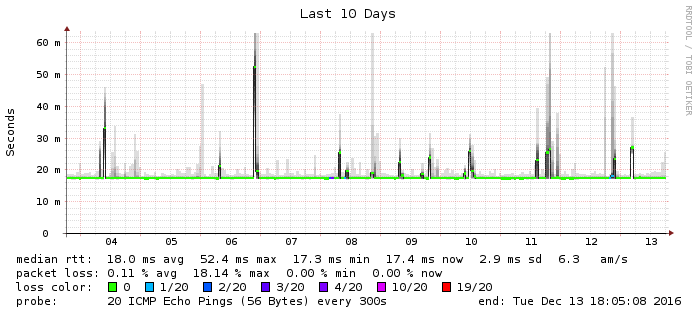 Last 10 Days
RRDTOOL / TOBI OETIKER
Seconds
60 m
50 m
40 m
30 m
20 m
10 m
0
04 05 06 07 08 09 10 11 12 13
median rtt: 18.0 ms avg 52.4 ms max 17.3 ms min 17.4 ms now 2.9 ms sd 6.3 am/s
packet loss: 0.11 % avg 18.14 % max 0.00 % min 0.00 % now
loss color: 0 1/20 2/20 3/20 4/20 10/20 19/20
probe: 20 ICMP Echo Pings (56 Bytes) every 300s end: Tue Dec 13 18:05:08 2016